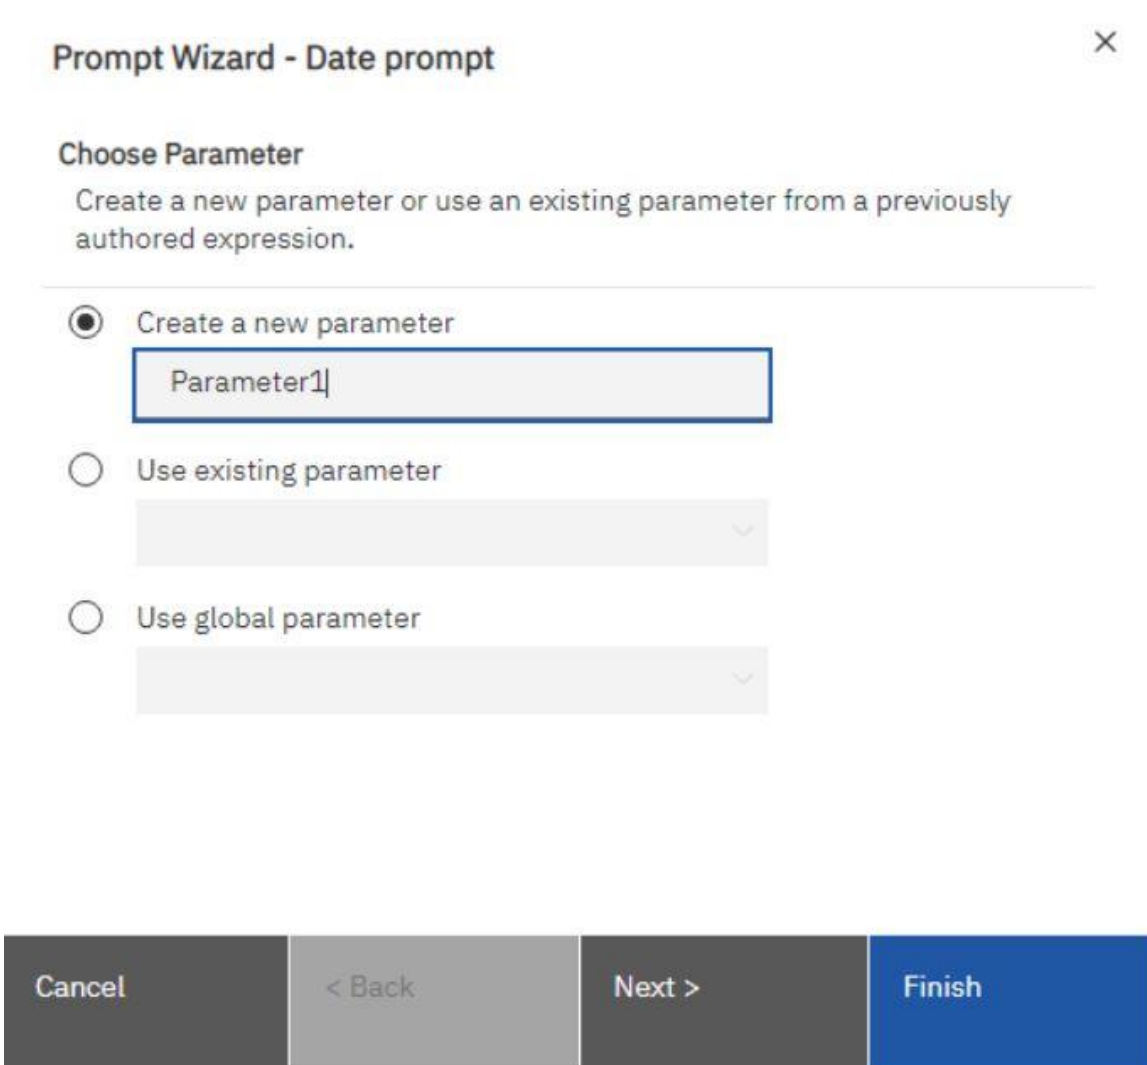 Prompt Wizard - Date prompt
Choose Parameter
Create a new parameter or use an existing parameter from a previously
authored expression.
Create a new parameter
Parameter1
Use existing parameter
Use global parameter
Cancel
< Back
Next >
Finish